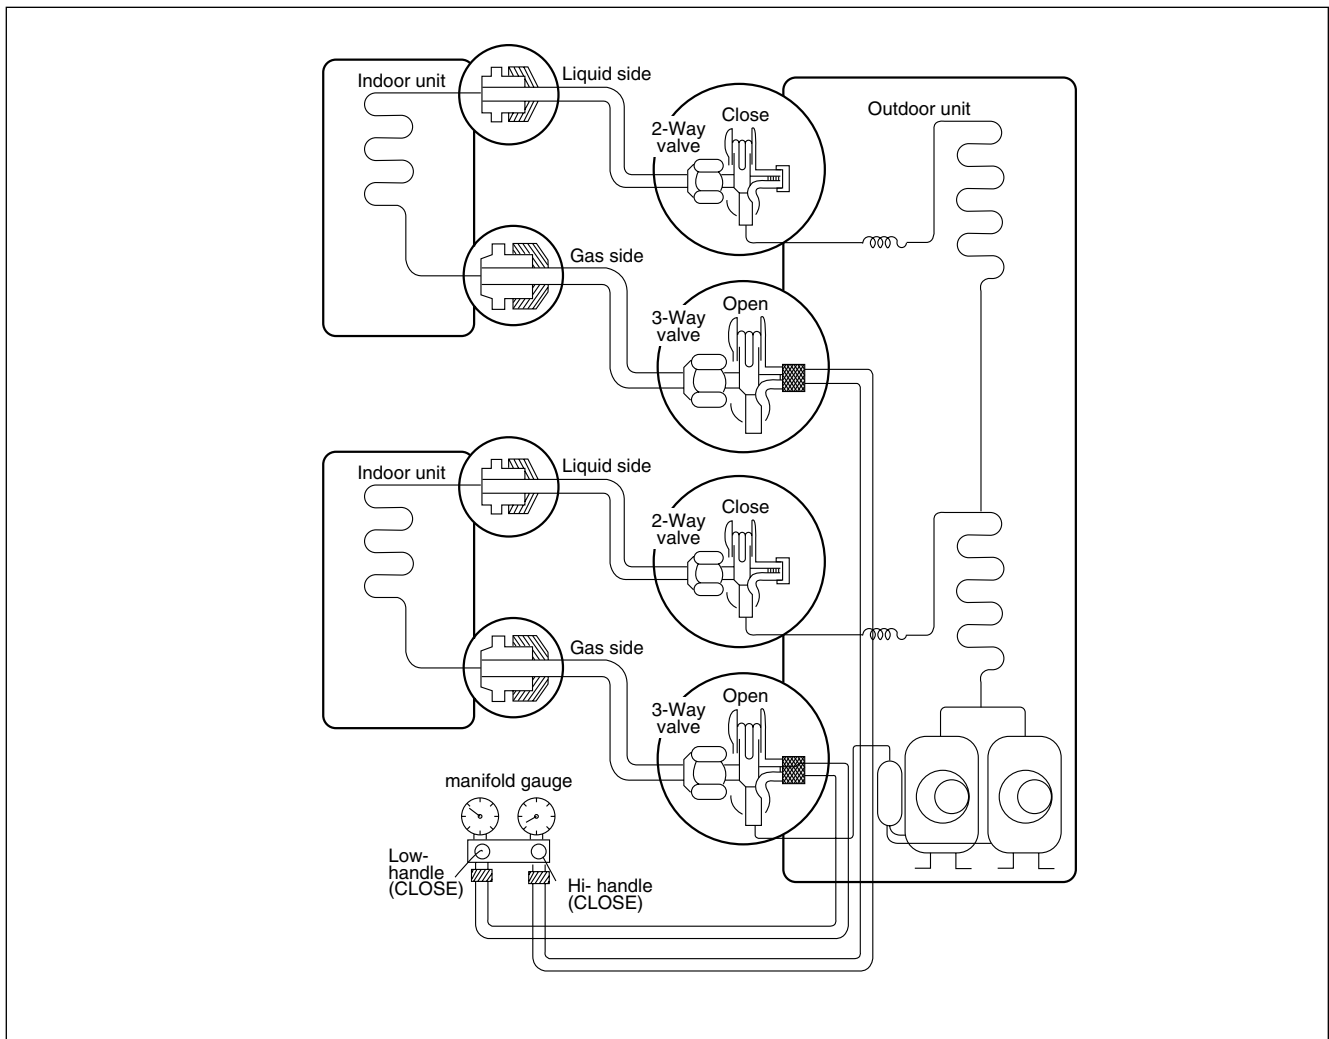 Indoor unit
Liquid side
2-Way
valve
Close
Outdoor unit
Gas side
3-Way
valve
Open
Indoor unit
Liquid side
2-Way
valve
Close
Gas side
3-Way
valve
Open
manifold gauge
Low-
handle
(CLOSE)
Hi- handle
(CLOSE)